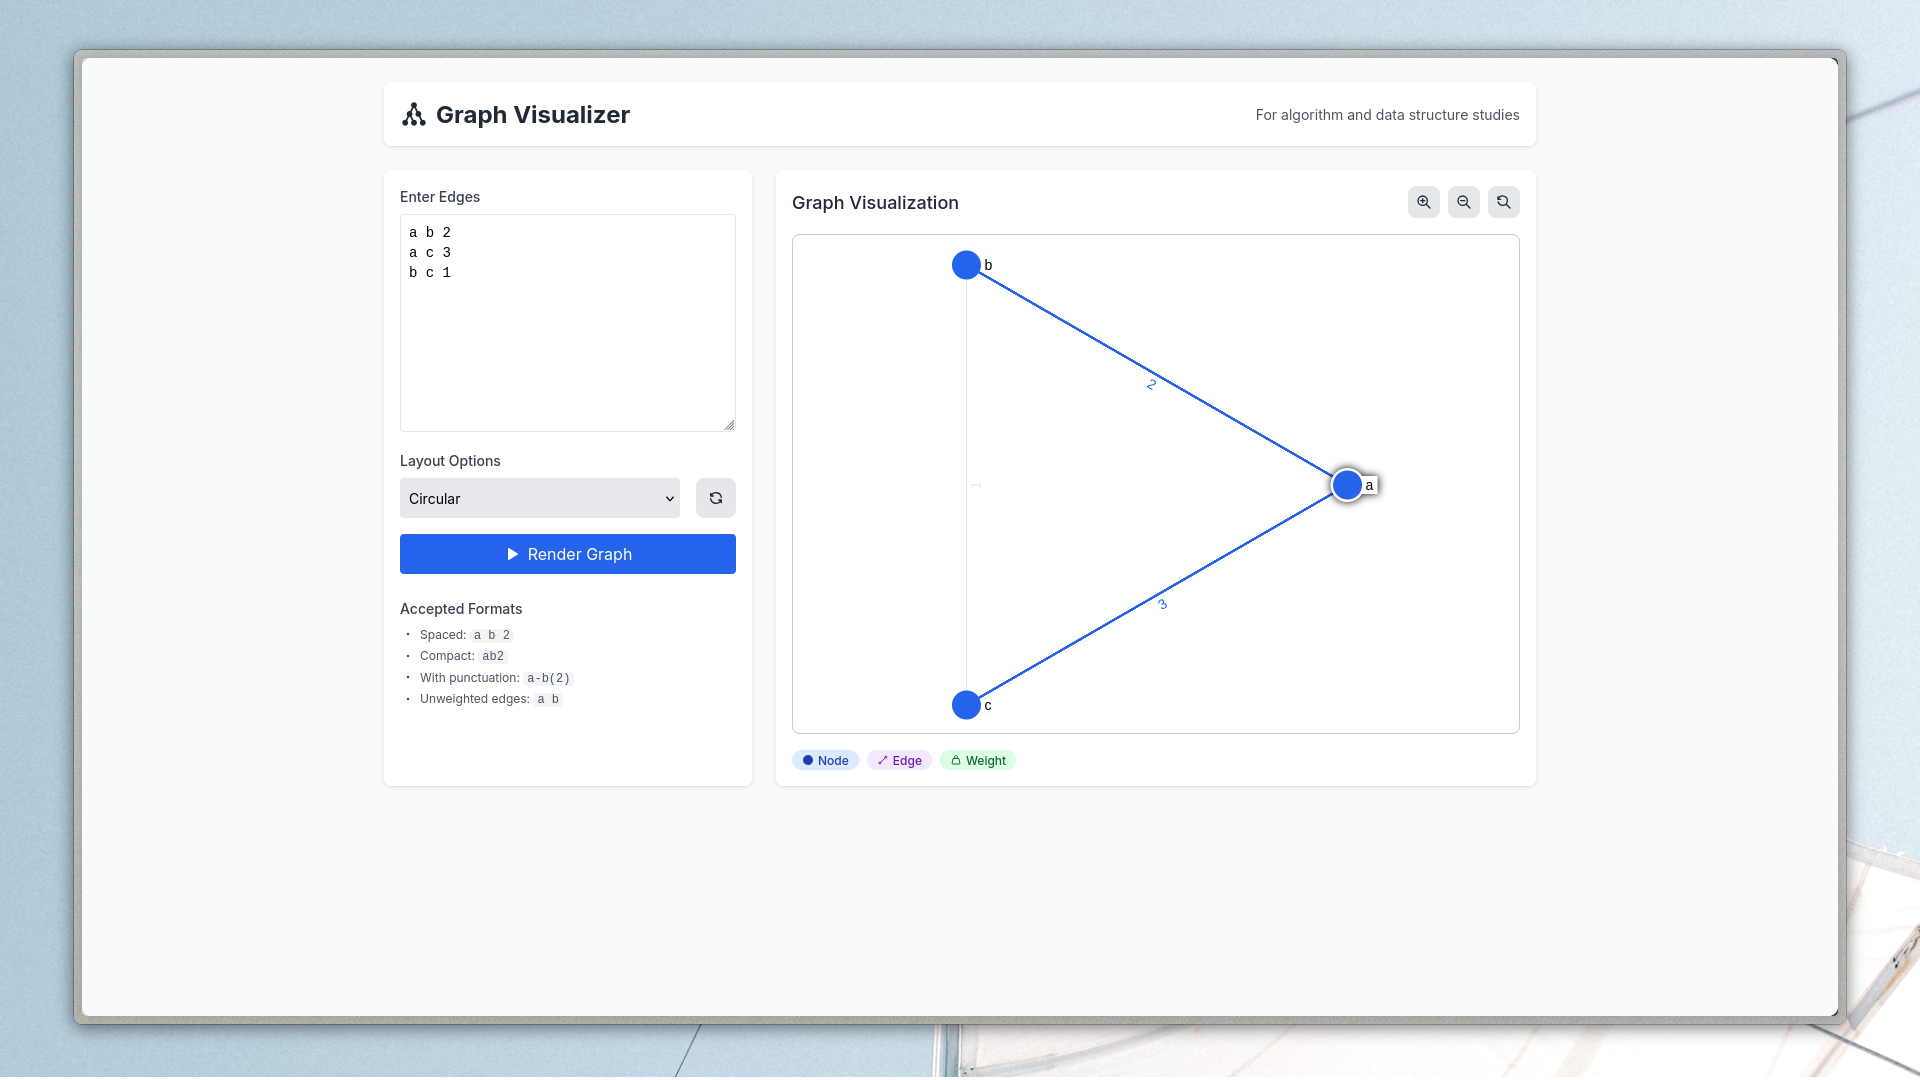 Graph Visualizer
For algorithm and data structure studies
Enter Edges
a b 2
a c 3
b c 1
Layout Options
Circular
Render Graph
Accepted Formats
• Spaced: a b 2
• Compact: ab2
• With punctuation: a-b(2)
• Unweighted edges: a b
Graph Visualization
b
2
1
a
3
c
Node
Edge
Weight